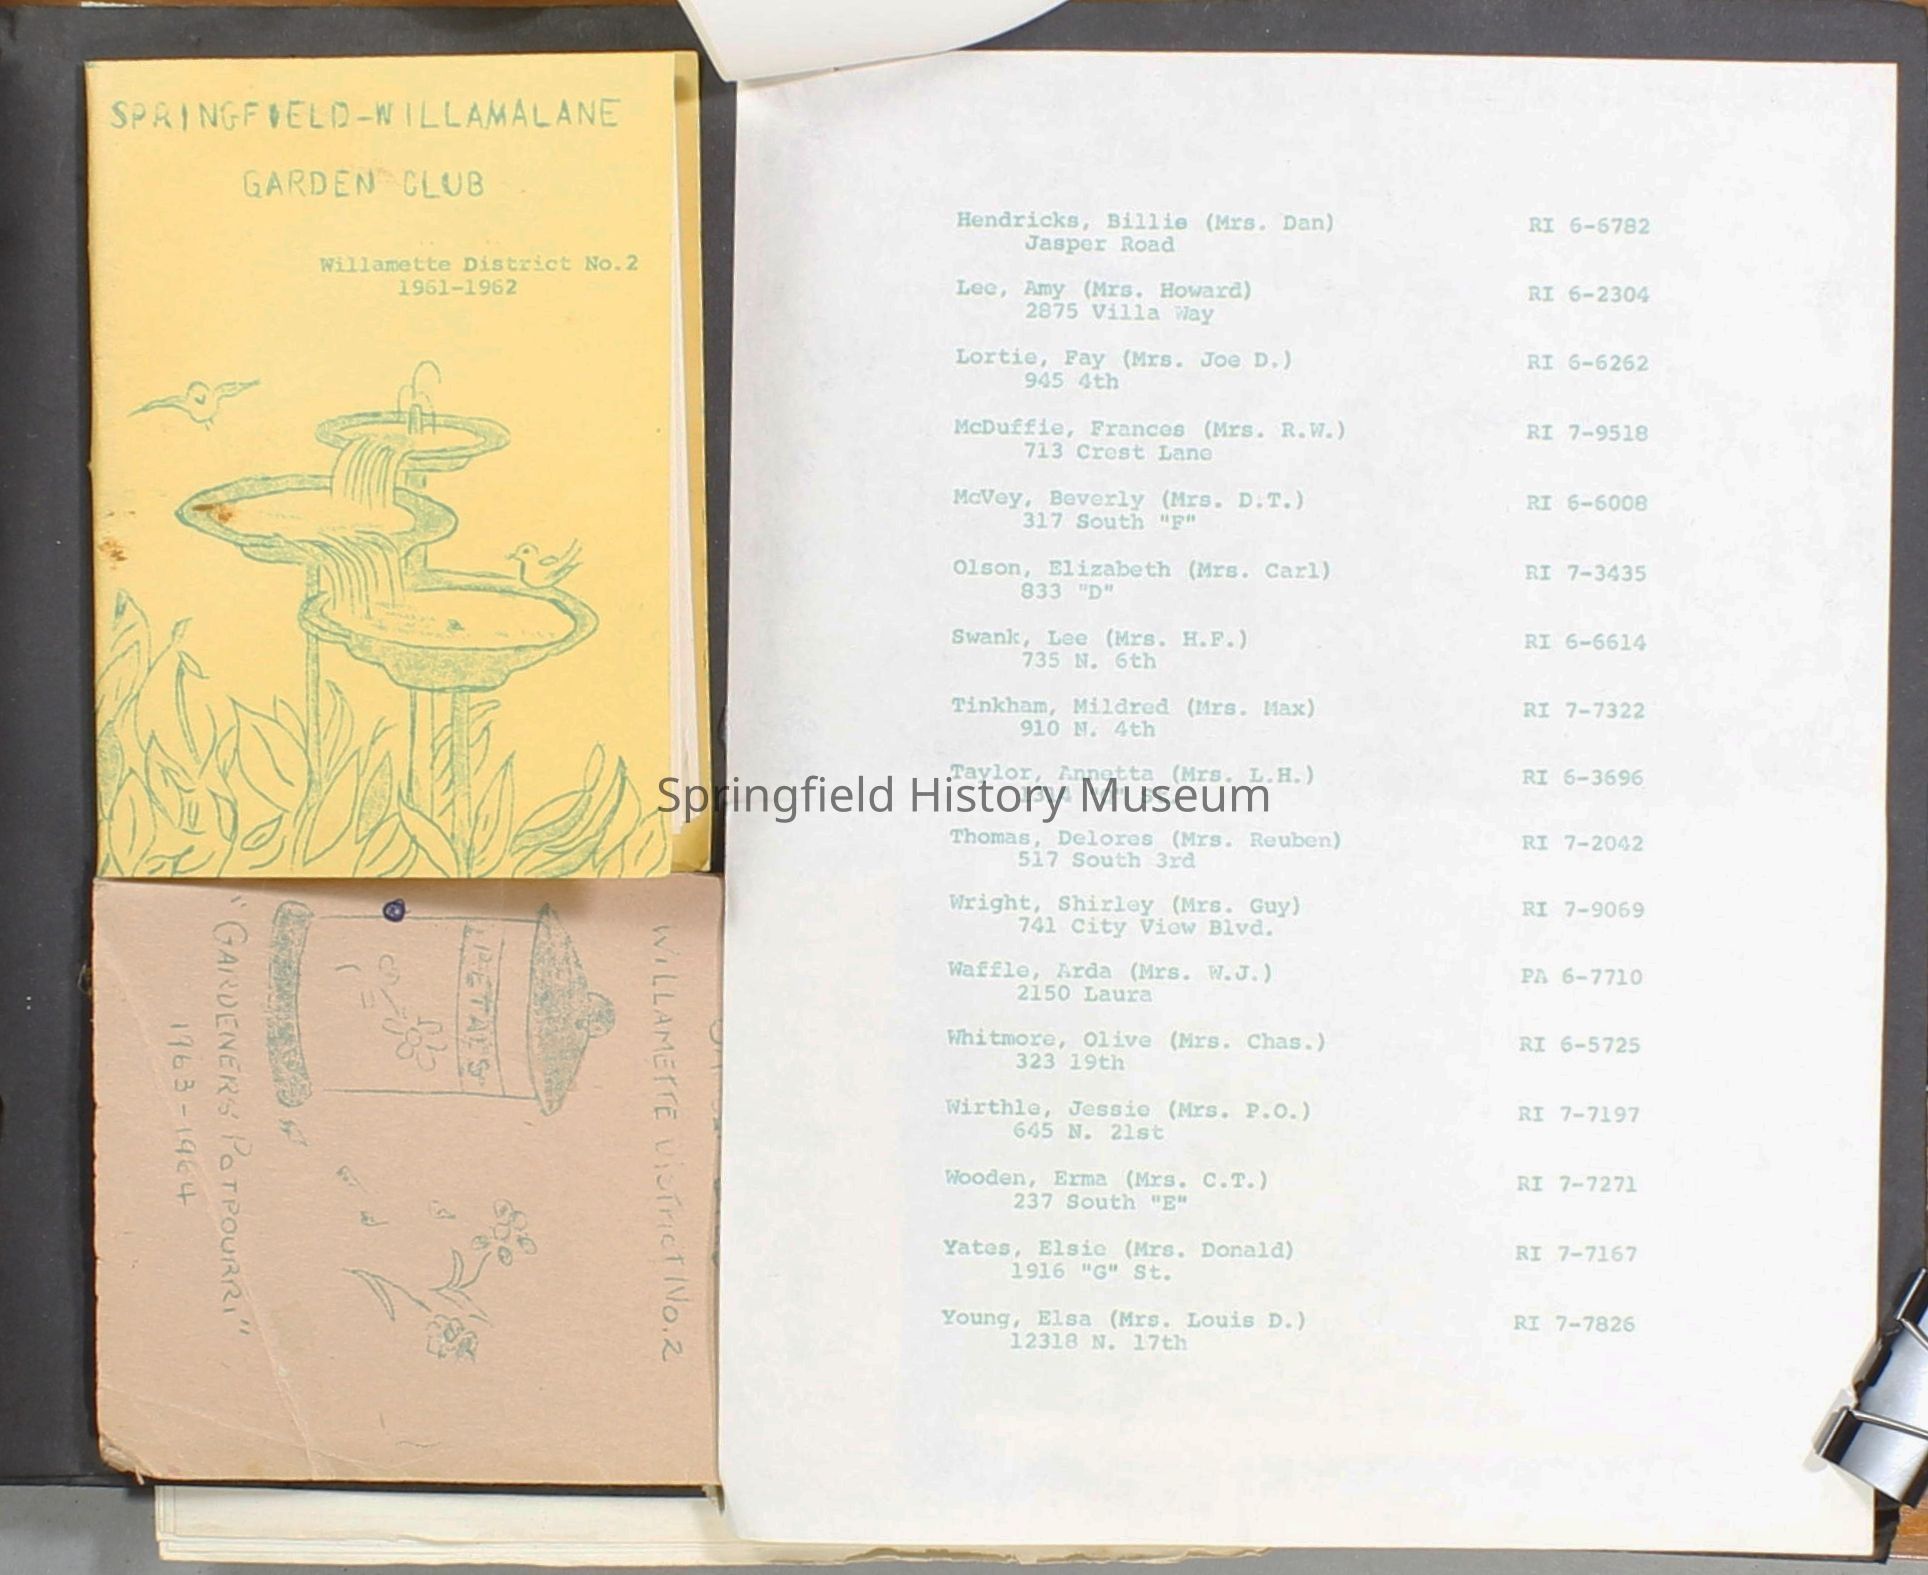 SPRINGFIELD-WILLAMALANE
GARDEN CLUB
Willamette District No.2
1961-1962
WILLAMETTE DISTRICT No.2
PETALS
"GARDENERS POTPOURRI"
1963-1964
Hendricks, Billie (Mrs. Dan) RI 6-6782
Jasper Road
Lee, Amy (Mrs. Howard) RI 6-2304
2875 Villa Way
Lortie, Fay (Mrs. Joe D.) RI 6-6262
945 4th
McDuffie, Frances (Mrs. R.W.) RI 7-9518
713 Crest Lane
McVey, Beverly (Mrs. D.T.) RI 6-6008
317 South "F"
Olson, Elizabeth (Mrs. Carl) RI 7-3435
833 "D"
Swank, Lee (Mrs. H.F.) RI 6-6614
735 N. 6th
Tinkham, Mildred (Mrs. Max) RI 7-7322
910 N. 4th
Taylor, Annetta (Mrs. L.H.) RI 6-3696
Springfield History Museum
Thomas, Delores (Mrs. Reuben) RI 7-2042
517 South 3rd
Wright, Shirley (Mrs. Guy) RI 7-9069
741 City View Blvd.
Waffle, Arda (Mrs. W.J.) PA 6-7710
2150 Laura
Whitmore, Olive (Mrs. Chas.) RI 6-5725
323 19th
Wirthle, Jessie (Mrs. P.O.) RI 7-7197
645 N. 21st
Wooden, Erma (Mrs. C.T.) RI 7-7271
237 South "E"
Yates, Elsie (Mrs. Donald) RI 7-7167
1916 "G" St.
Young, Elsa (Mrs. Louis D.) RI 7-7826
12318 N. 17th